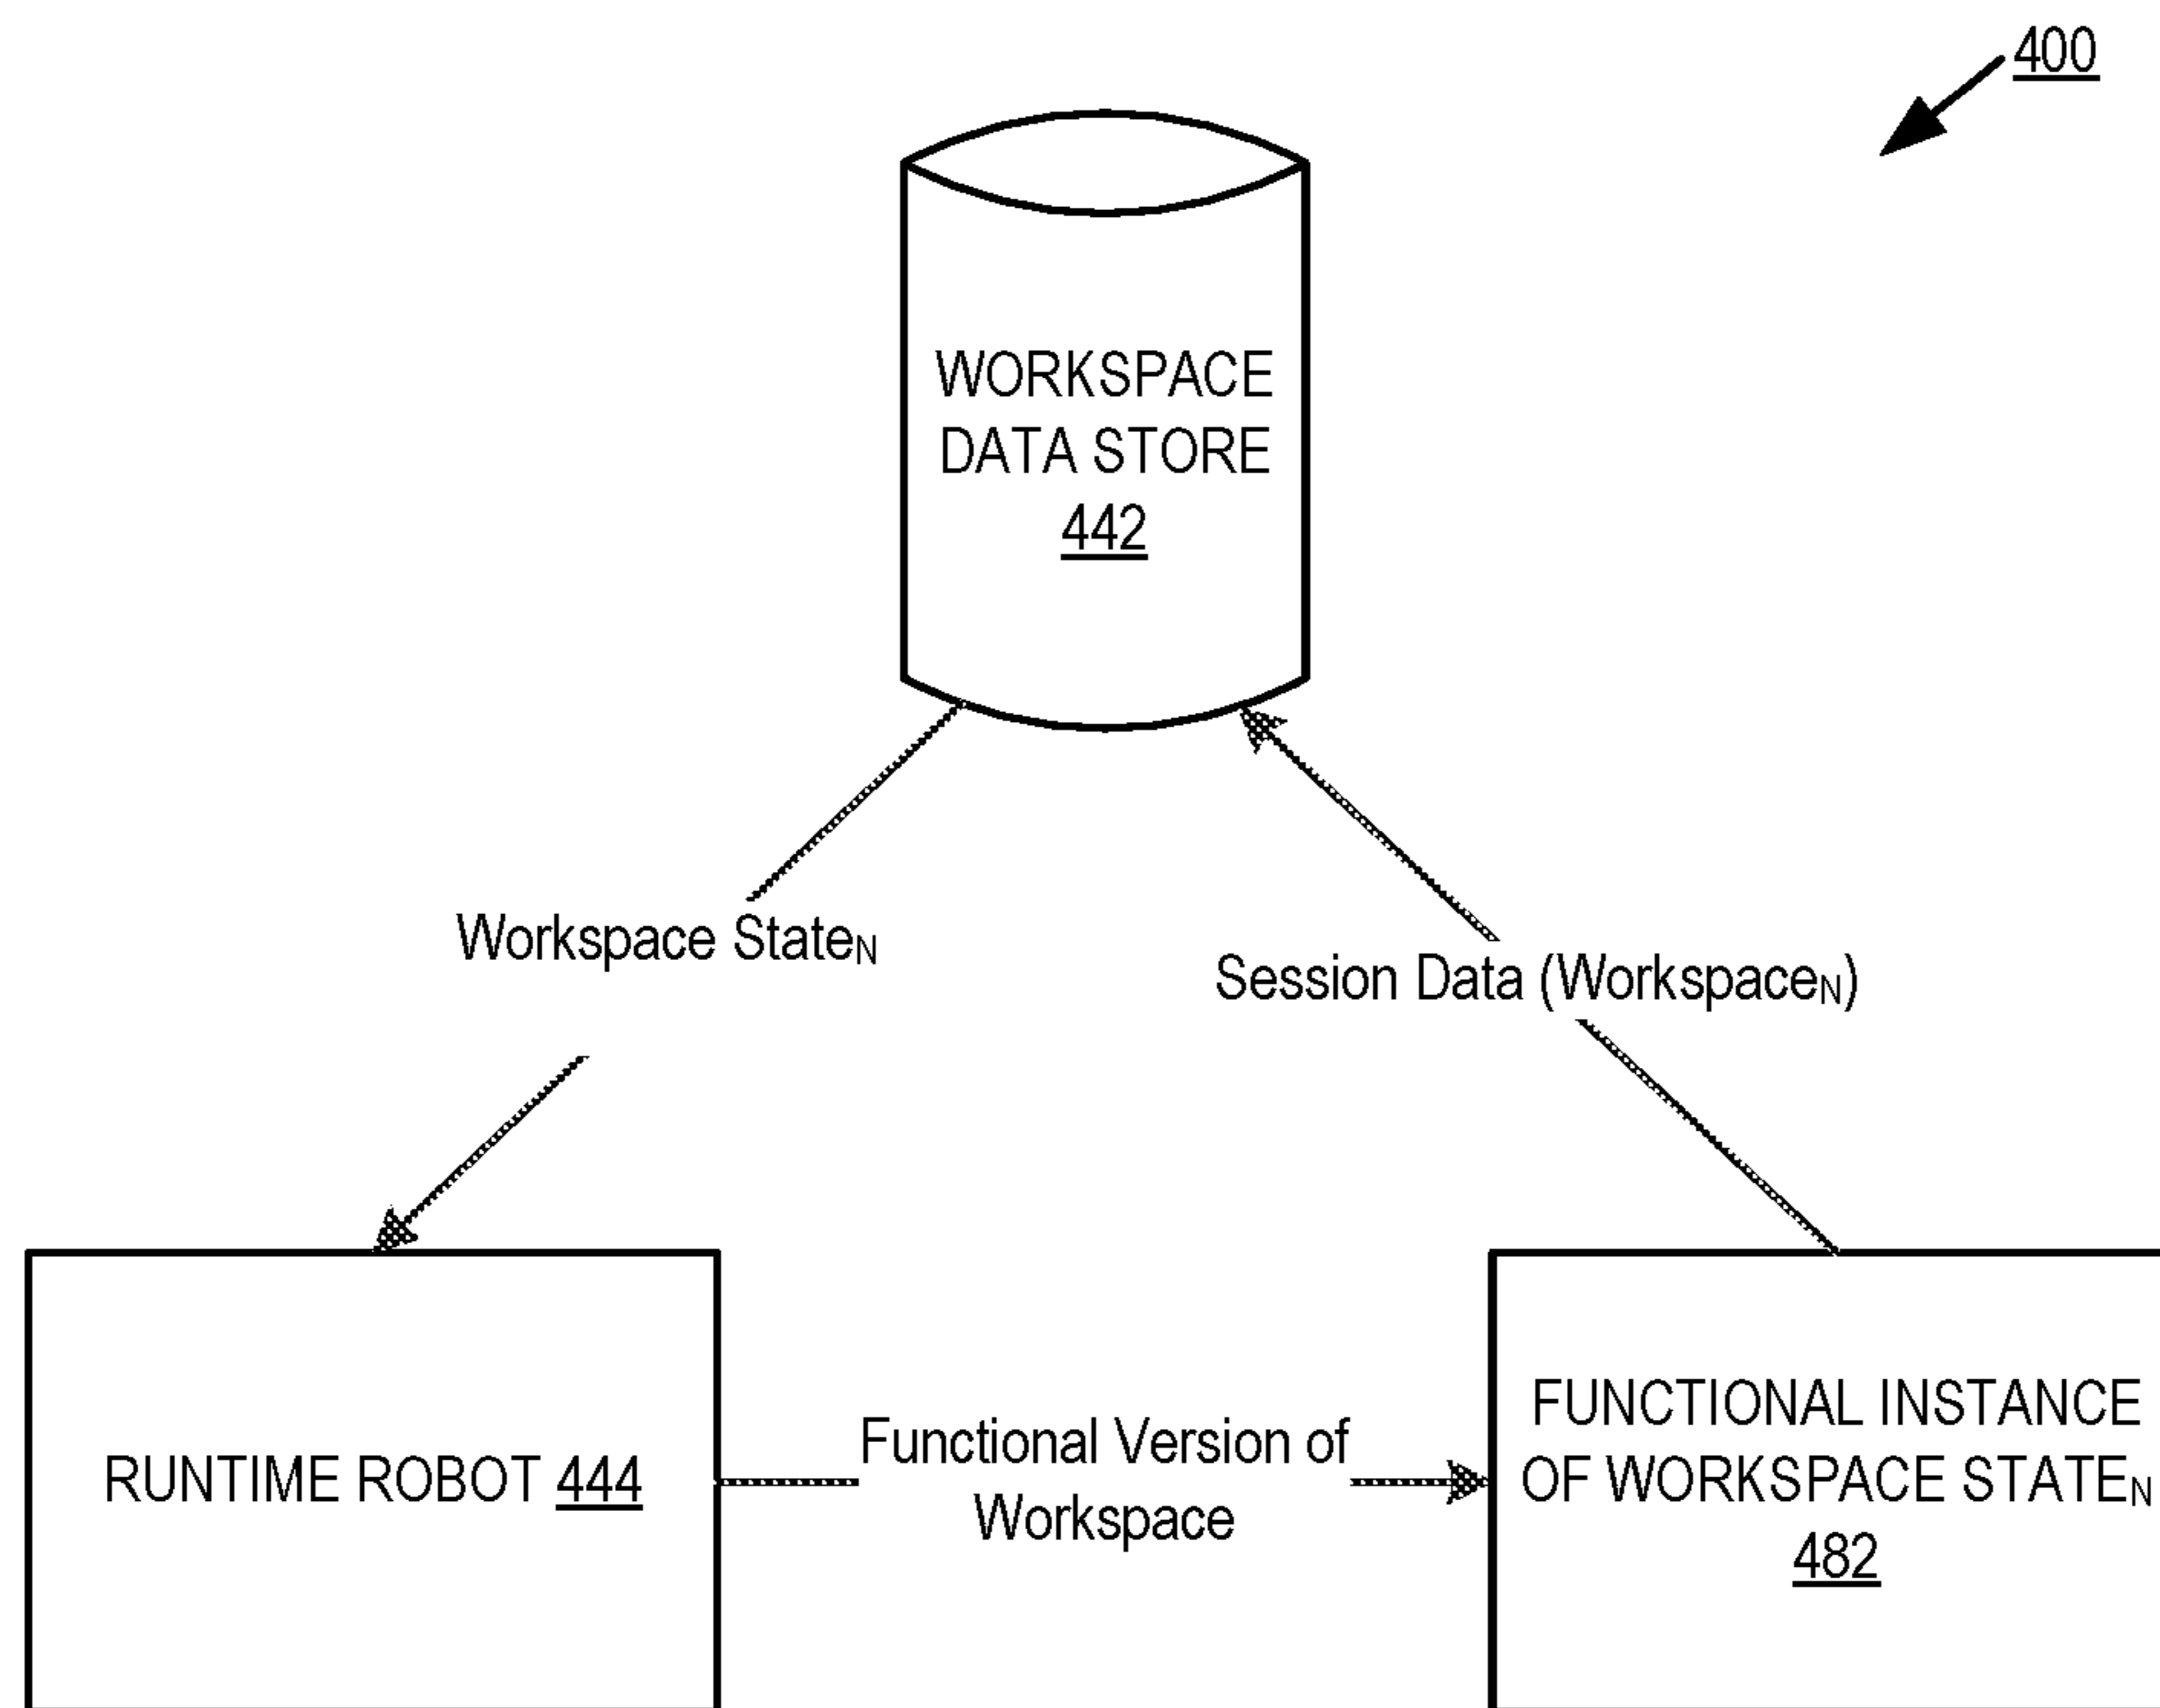 400
WORKSPACE
DATA STORE
442
Workspace StateN
Session Data (WorkspaceN)
RUNTIME ROBOT 444
Functional Version of
Workspace
FUNCTIONAL INSTANCE
OF WORKSPACE STATEN
482